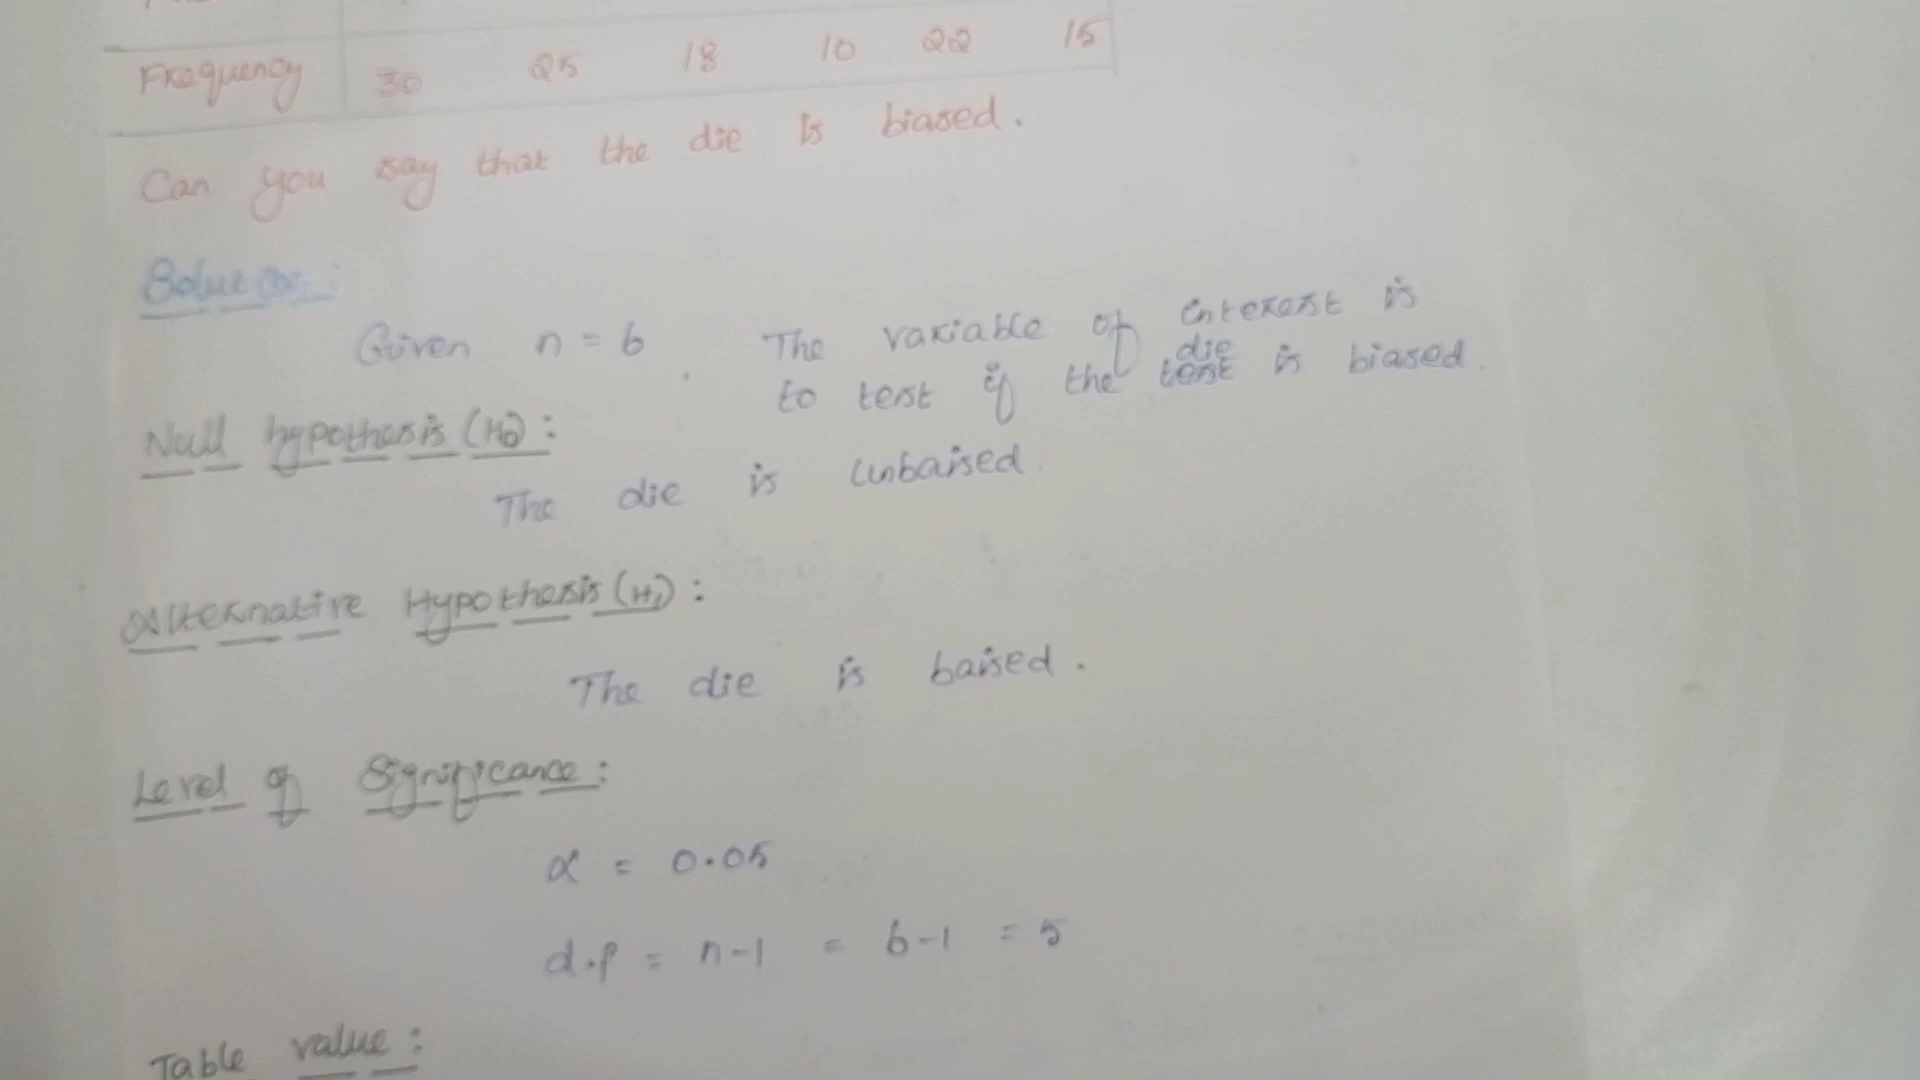 Frequency 30 25 18 10 22 15
Can you say that the die is biased.
Solution:
Given n = 6. The variable of interest is
to test if the die test is biased.
Null hypothesis (H0):
The die is unbaised.
Alternative Hypothesis (H1):
The die is baised.
Level of Significance:
α = 0.05
d.f = n-1 = 6-1 = 5
Table value: